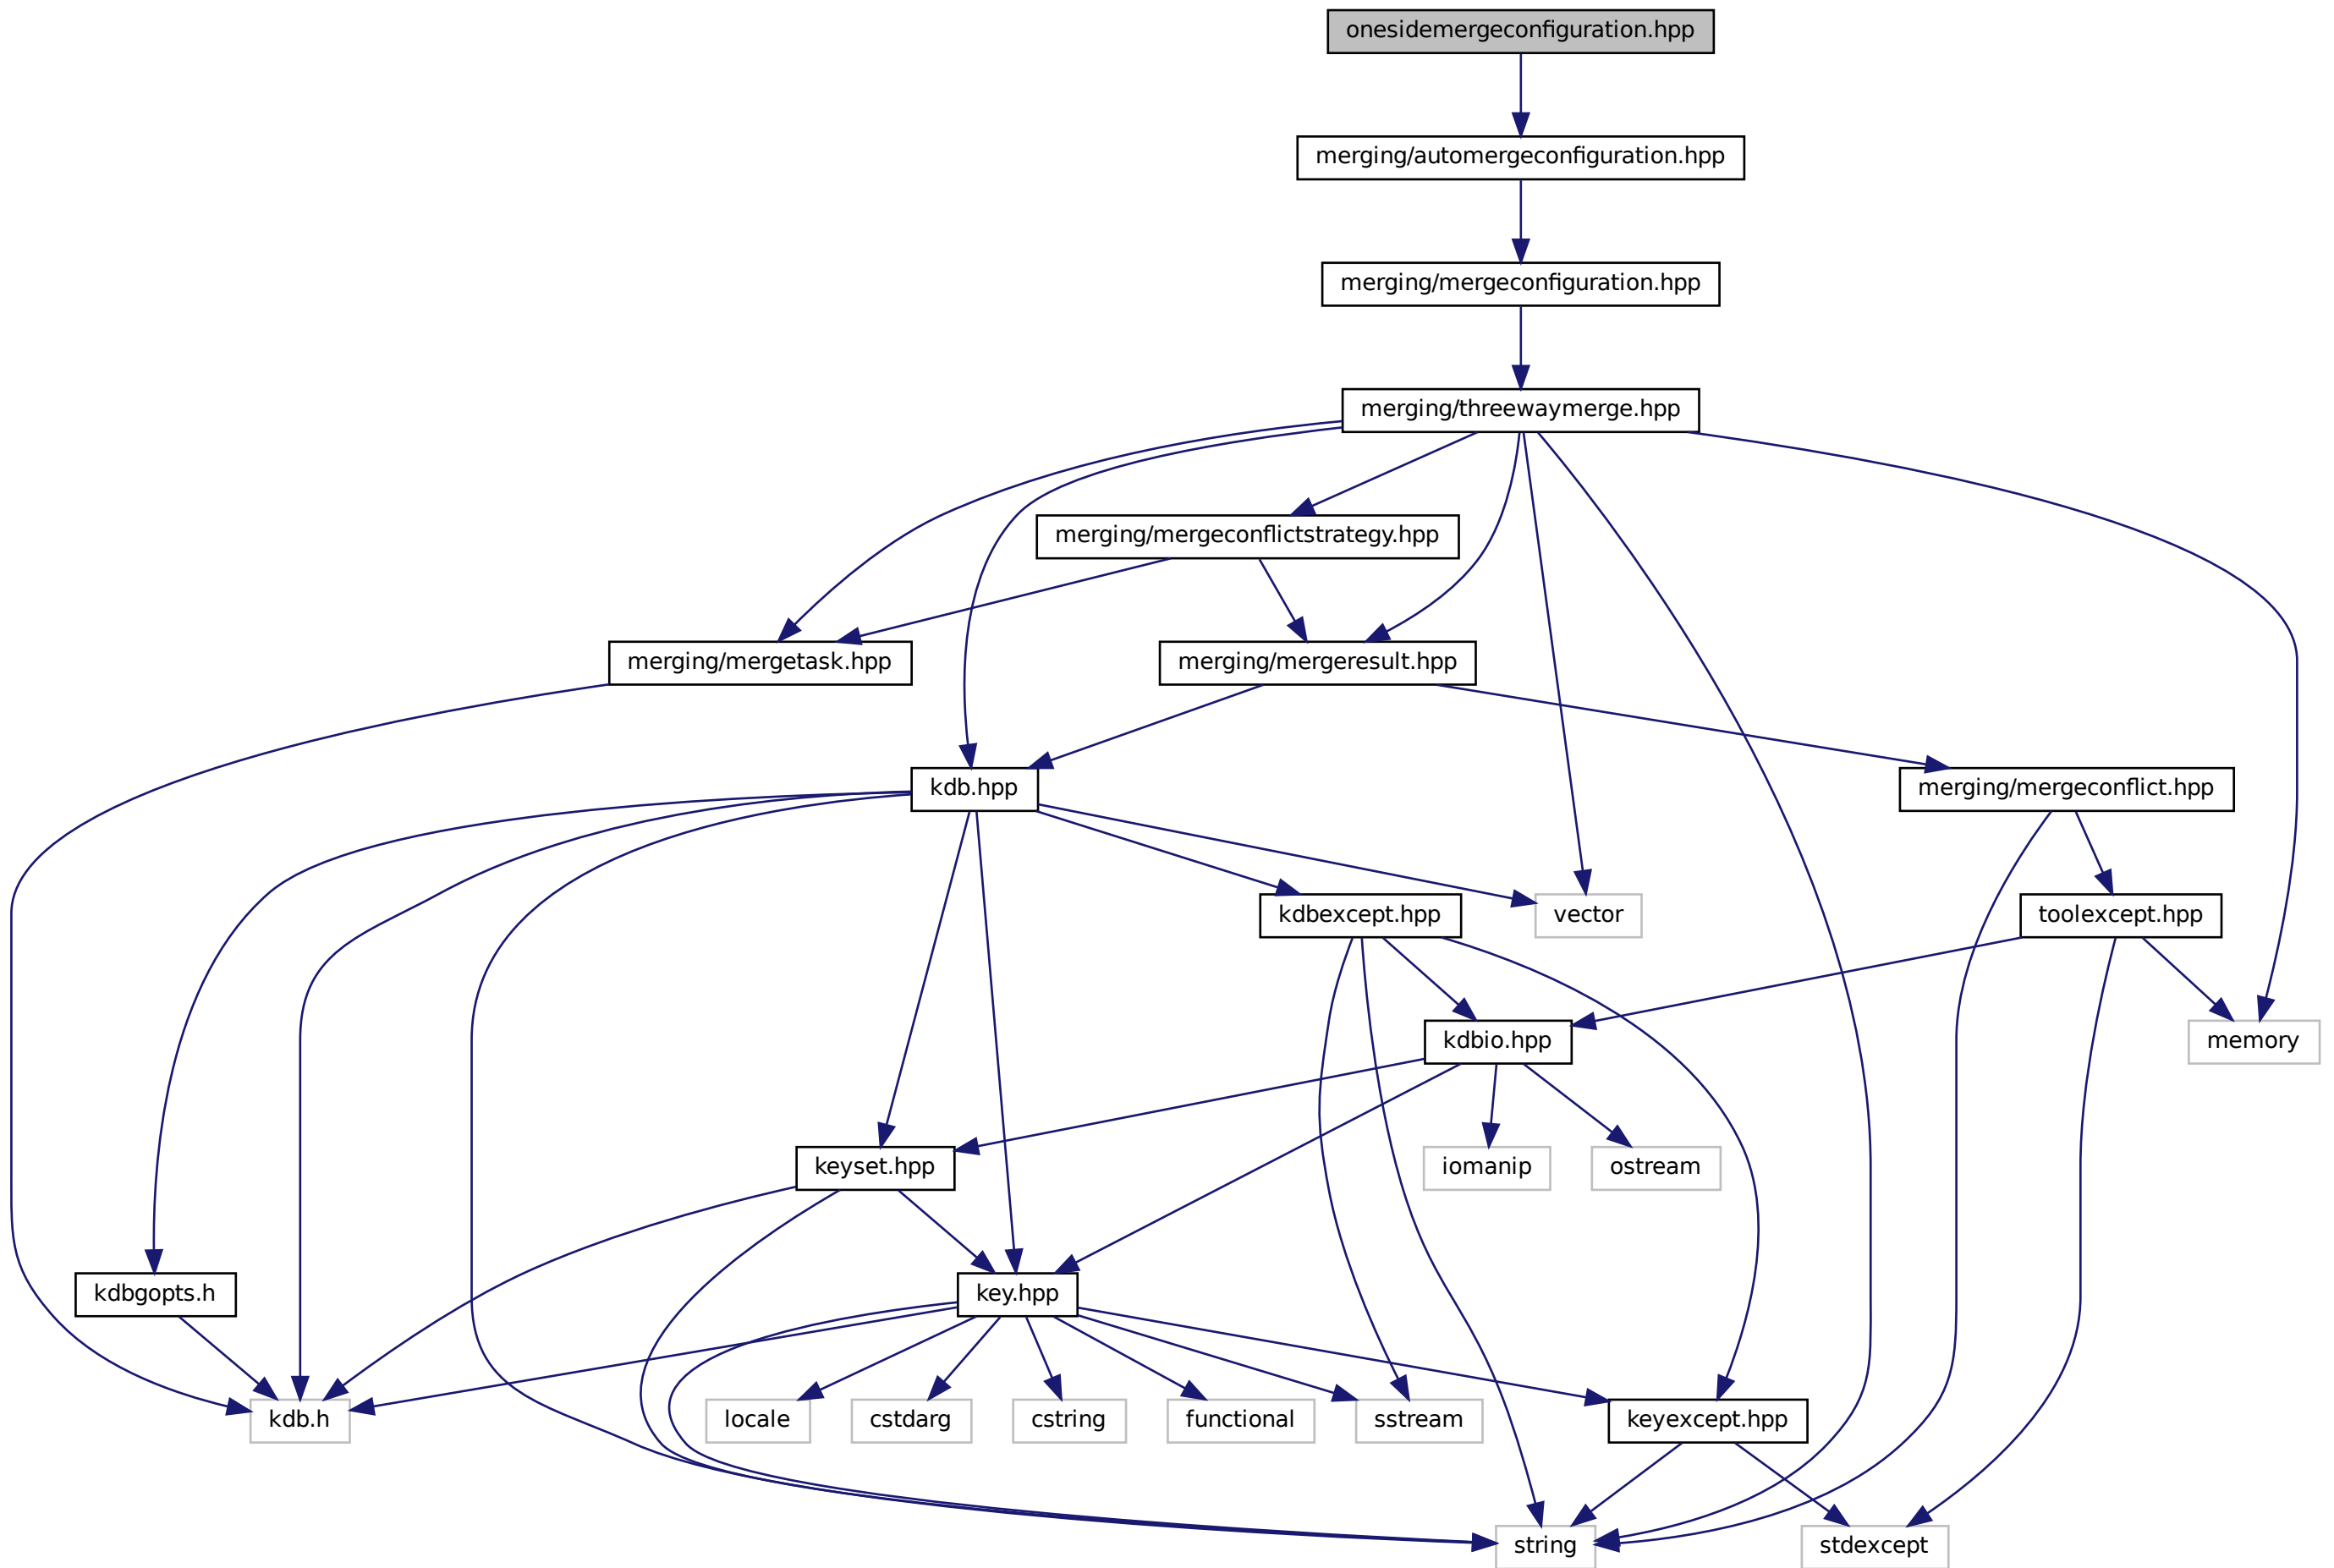 onesidemergeconfiguration.hpp
merging/automergeconfiguration.hpp
merging/mergeconfiguration.hpp
merging/threewaymerge.hpp
merging/mergeconflictstrategy.hpp
merging/mergetask.hpp
merging/mergeresult.hpp
kdb.hpp
merging/mergeconflict.hpp
kdbexcept.hpp
vector
toolexcept.hpp
kdbio.hpp
memory
keyset.hpp
iomanip
ostream
kdbgopts.h
key.hpp
kdb.h
locale
cstdarg
cstring
functional
sstream
keyexcept.hpp
string
stdexcept